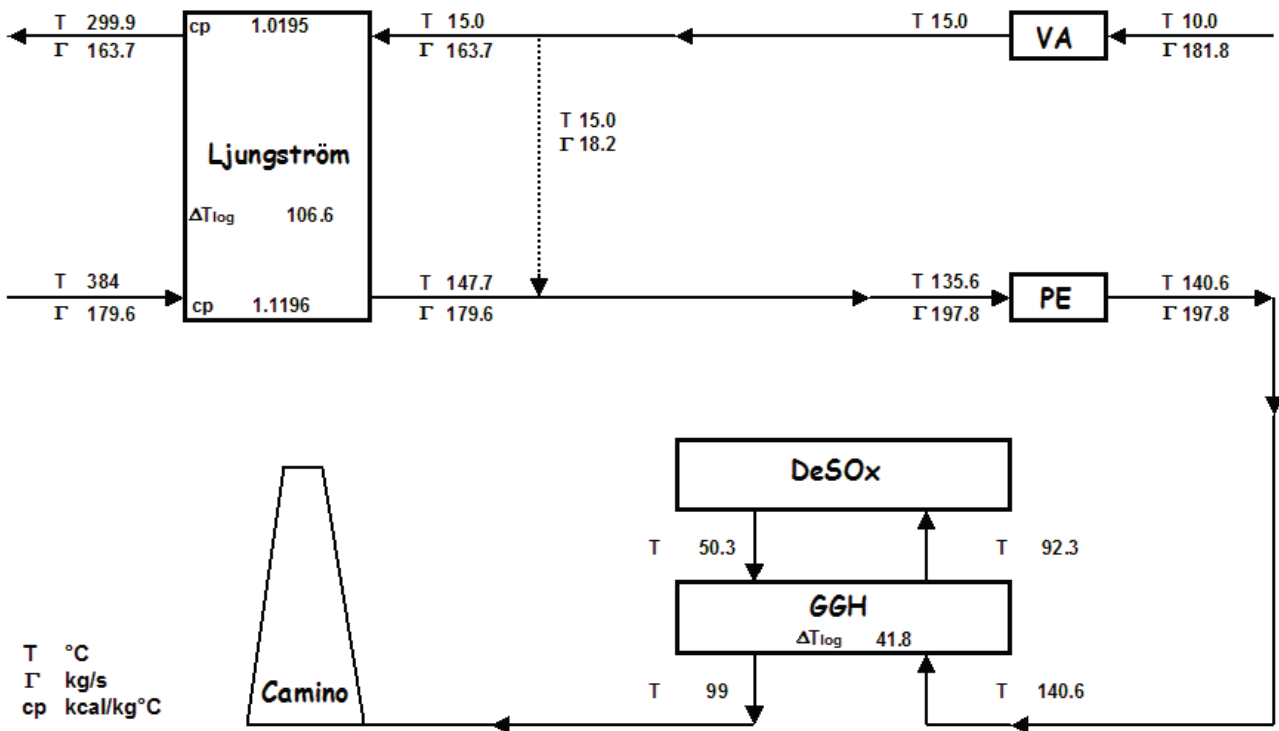 T 299.9
Γ 163.7
cp 1.0195
T 15.0
Γ 163.7
T 15.0
VA
T 10.0
Γ 181.8
T 15.0
Γ 18.2
Ljungström
ΔTlog 106.6
T 384
Γ 179.6
cp 1.1196
T 147.7
Γ 179.6
T 135.6
Γ 197.8
PE
T 140.6
Γ 197.8
DeSOx
T 50.3
T 92.3
GGH
ΔTlog 41.8
T °C
Γ kg/s
cp kcal/kg°C
Camino
T 99
T 140.6